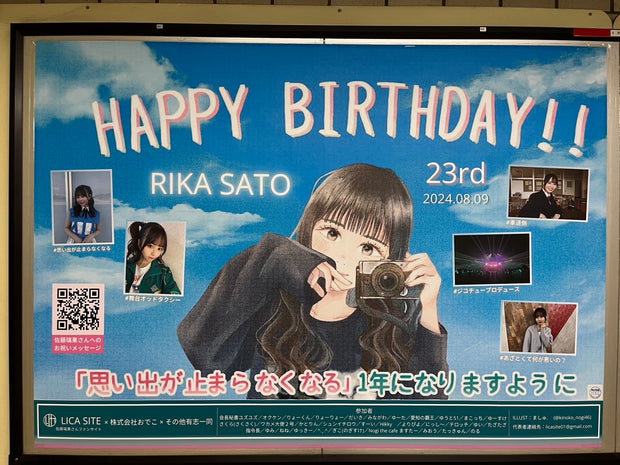 HAPPY BIRTHDAY!!
RIKA SATO
23rd
2024.08.09
#思い出が止まらなくなる
#舞台オッドタクシー
#車道側
#ジコチュープロデュース
#あざとくて何が悪いの？
佐藤璃果さんへの
お祝いメッセージ
「思い出が止まらなくなる」1年になりますように
LICA SITE × 株式会社おでこ × その他有志一同
佐藤璃果さんファンサイト
参加者
ILLUST：ましゅ． (@kinoko_nogi46)
代表者連絡先：licasite01@gmail.com